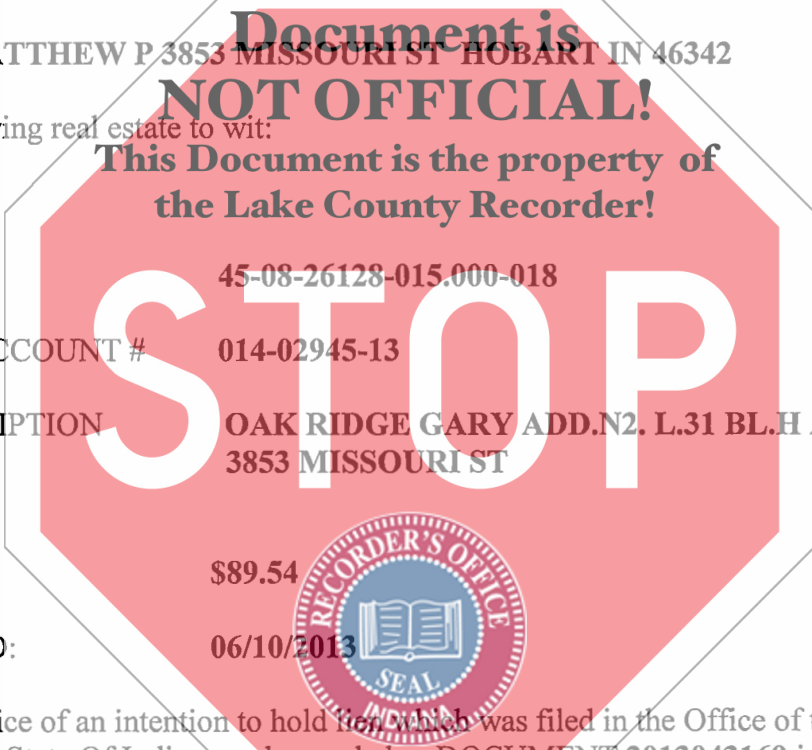 Document is
TTHEW P 3853 MISSOURI ST HOBART IN 46342
NOT OFFICIAL!
ing real estate to wit:
This Document is the property of
the Lake County Recorder!
45-08-26128-015.000-018
CCOUNT # 014-02945-13
STOP
IPTION OAK RIDGE GARY ADD.N2. L.31 BL.H
3853 MISSOURI ST
$89.54
RECORDER'S OFFICE
06/10/2013
SEAL
INDIANA
ice of an intention to hold lien which was filed in the Office of